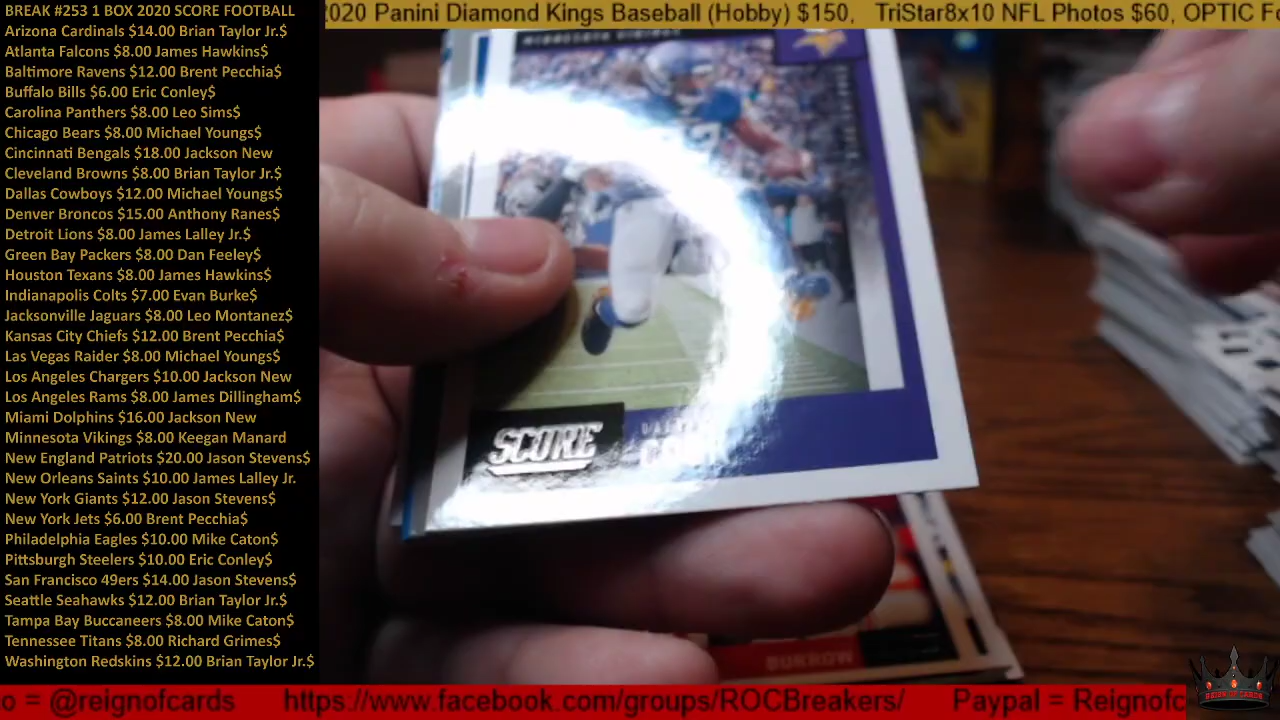 BREAK #253 1 BOX 2020 SCORE FOOTBALL
Arizona Cardinals $14.00 Brian Taylor Jr.$
Atlanta Falcons $8.00 James Hawkins$
Baltimore Ravens $12.00 Brent Pecchia$
Buffalo Bills $6.00 Eric Conley$
Carolina Panthers $8.00 Leo Sims$
Chicago Bears $8.00 Michael Youngs$
Cincinnati Bengals $18.00 Jackson New
Cleveland Browns $8.00 Brian Taylor Jr.$
Dallas Cowboys $12.00 Michael Youngs$
Denver Broncos $15.00 Anthony Ranes$
Detroit Lions $8.00 James Lalley Jr.$
Green Bay Packers $8.00 Dan Feeley$
Houston Texans $8.00 James Hawkins$
Indianapolis Colts $7.00 Evan Burke$
Jacksonville Jaguars $8.00 Leo Montanez$
Kansas City Chiefs $12.00 Brent Pecchia$
Las Vegas Raider $8.00 Michael Youngs$
Los Angeles Chargers $10.00 Jackson New
Los Angeles Rams $8.00 James Dillingham$
Miami Dolphins $16.00 Jackson New
Minnesota Vikings $8.00 Keegan Manard
New England Patriots $20.00 Jason Stevens$
New Orleans Saints $10.00 James Lalley Jr.
New York Giants $12.00 Jason Stevens$
New York Jets $6.00 Brent Pecchia$
Philadelphia Eagles $10.00 Mike Caton$
Pittsburgh Steelers $10.00 Eric Conley$
San Francisco 49ers $14.00 Jason Stevens$
Seattle Seahawks $12.00 Brian Taylor Jr.$
Tampa Bay Buccaneers $8.00 Mike Caton$
Tennessee Titans $8.00 Richard Grimes$
Washington Redskins $12.00 Brian Taylor Jr.$
2020 Panini Diamond Kings Baseball (Hobby) $150, TriStar8x10 NFL Photos $60, OPTIC Fo
MINNESOTA VIKINGS
SCORE
BURROW
o = @reignofcards https://www.facebook.com/groups/ROCBreakers/ Paypal = Reignofc
REIGN OF CARDS